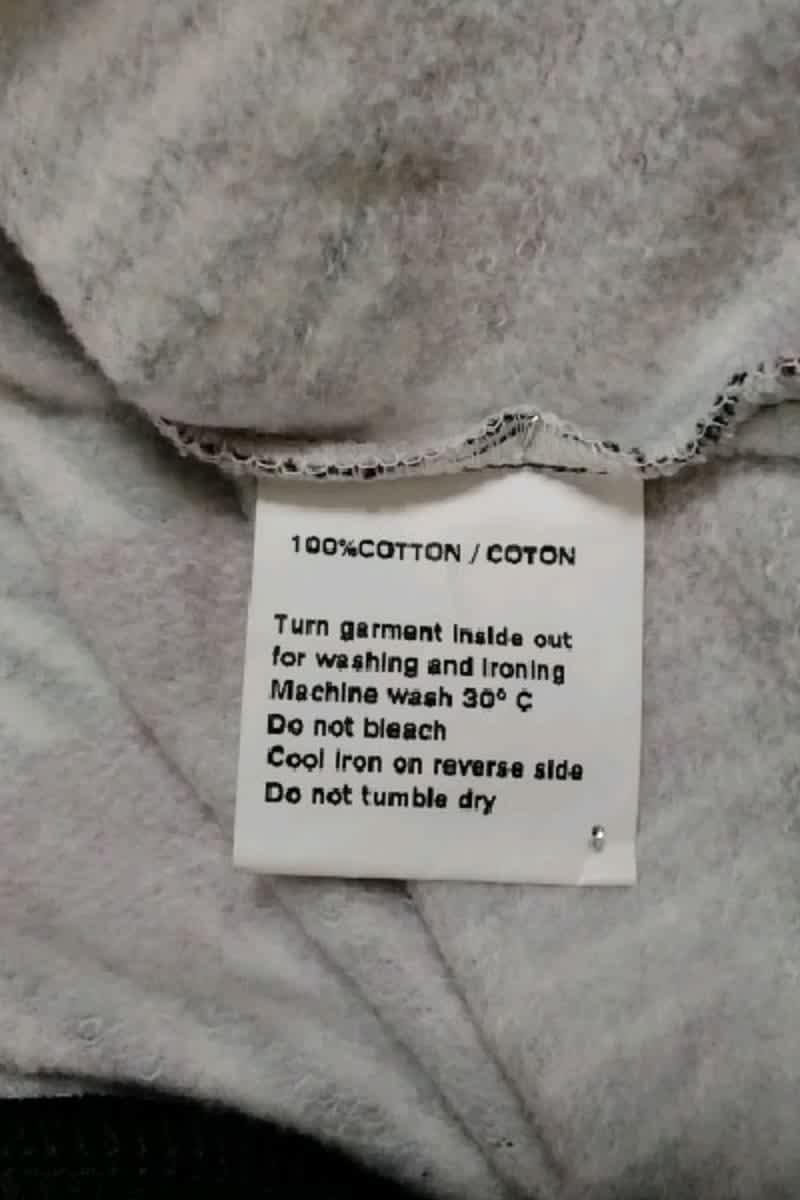 100%COTTON / COTON
Turn garment inside out
for washing and ironing
Machine wash 30° C
Do not bleach
Cool iron on reverse side
Do not tumble dry